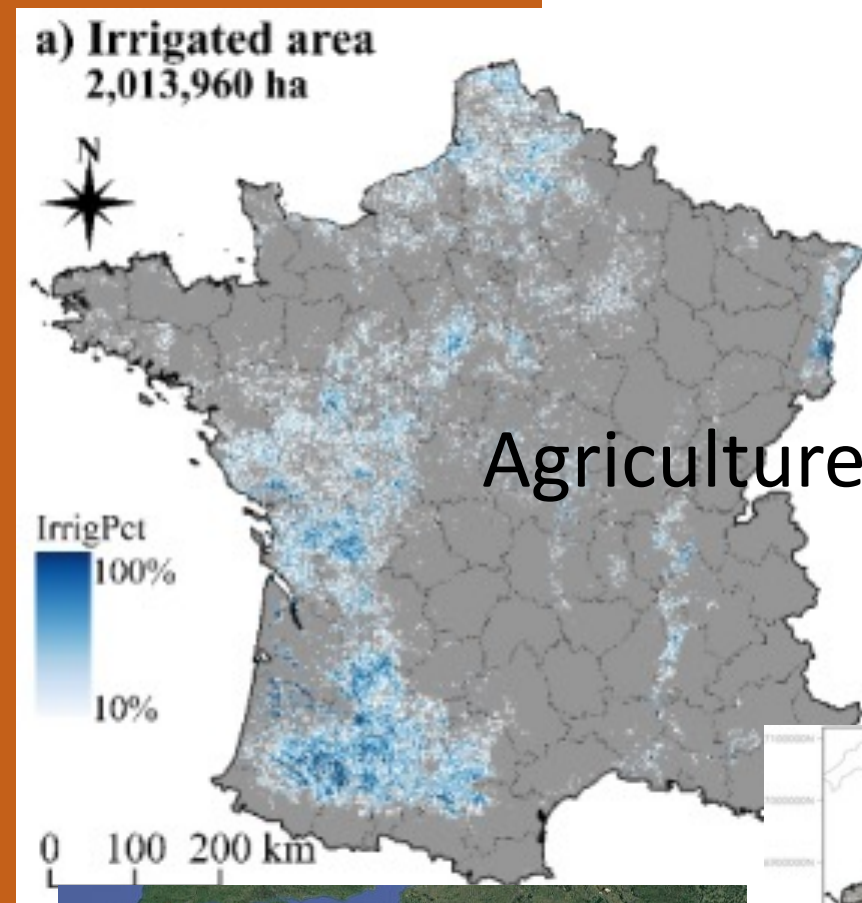 a) Irrigated area
2,013,960 ha
N
Agriculture
IrrigPct
100%
10%
0 100 200 km